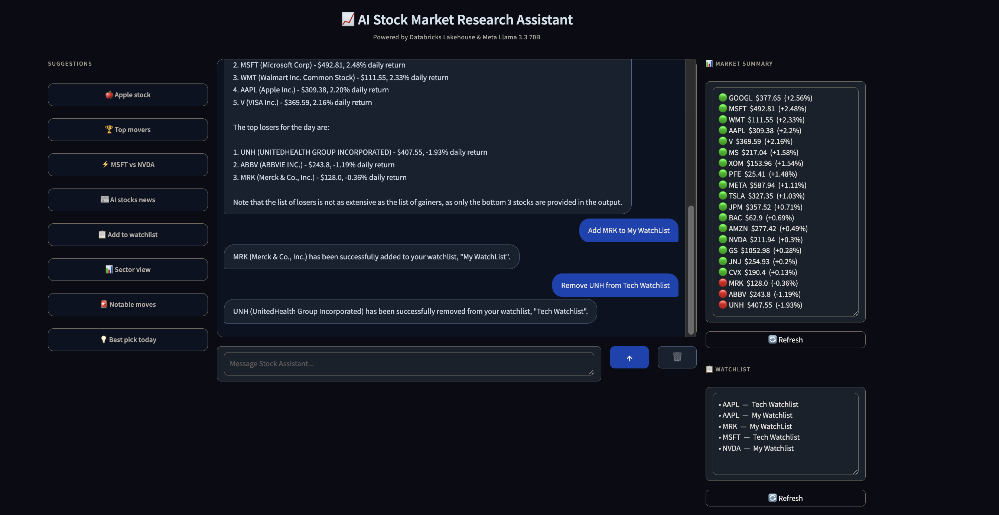 📈 AI Stock Market Research Assistant
Powered by Databricks Lakehouse & Meta Llama 3.3 70B
SUGGESTIONS
🍎 Apple stock
🏆 Top movers
⚡ MSFT vs NVDA
📰 AI stocks news
📋 Add to watchlist
📊 Sector view
🚨 Notable moves
💡 Best pick today
2. MSFT (Microsoft Corp) - $492.81, 2.48% daily return
3. WMT (Walmart Inc. Common Stock) - $111.55, 2.33% daily return
4. AAPL (Apple Inc.) - $309.38, 2.20% daily return
5. V (VISA Inc.) - $369.59, 2.16% daily return
The top losers for the day are:
1. UNH (UNITEDHEALTH GROUP INCORPORATED) - $407.55, -1.93% daily return
2. ABBV (ABBVIE INC.) - $243.8, -1.19% daily return
3. MRK (Merck & Co., Inc.) - $128.0, -0.36% daily return
Note that the list of losers is not as extensive as the list of gainers, as only the bottom 3 stocks are provided in the output.
Add MRK to My WatchList
MRK (Merck & Co., Inc.) has been successfully added to your watchlist, "My WatchList".
Remove UNH from Tech Watchlist
UNH (UnitedHealth Group Incorporated) has been successfully removed from your watchlist, "Tech Watchlist".
Message Stock Assistant...
📊 MARKET SUMMARY
🟢 GOOGL $377.65 (+2.56%)
🟢 MSFT $492.81 (+2.48%)
🟢 WMT $111.55 (+2.33%)
🟢 AAPL $309.38 (+2.2%)
🟢 V $369.59 (+2.16%)
🟢 MS $217.04 (+1.58%)
🟢 XOM $153.96 (+1.54%)
🟢 PFE $25.41 (+1.48%)
🟢 META $587.94 (+1.11%)
🟢 TSLA $327.35 (+1.03%)
🟢 JPM $357.52 (+0.71%)
🟢 BAC $62.9 (+0.69%)
🟢 AMZN $277.42 (+0.49%)
🟢 NVDA $211.94 (+0.3%)
🟢 GS $1052.98 (+0.28%)
🟢 JNJ $254.93 (+0.2%)
🟢 CVX $190.4 (+0.13%)
🔴 MRK $128.0 (-0.36%)
🔴 ABBV $243.8 (-1.19%)
🔴 UNH $407.55 (-1.93%)
🔄 Refresh
📋 WATCHLIST
• AAPL — Tech Watchlist
• AAPL — My Watchlist
• MRK — My WatchList
• MSFT — Tech Watchlist
• NVDA — My Watchlist
🔄 Refresh